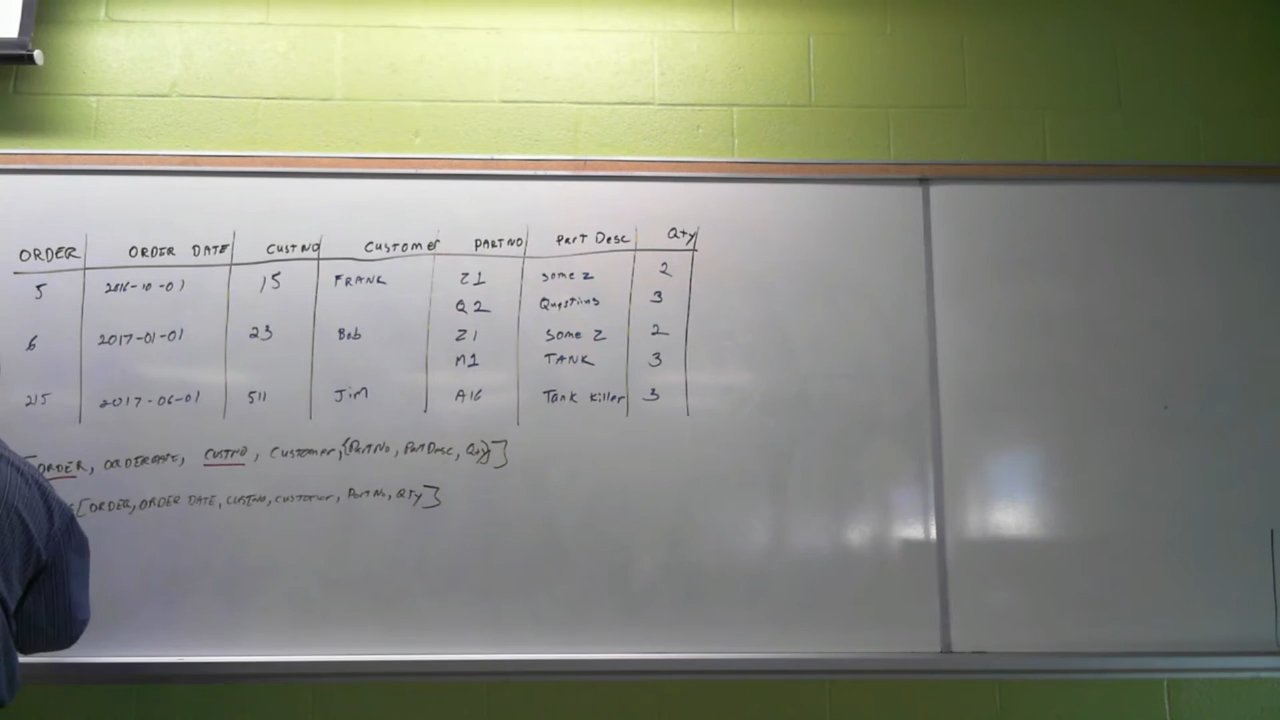 ORDER ORDER DATE CUSTNO CUSTOMER PARTNO PART DESC Qty
5 2016-10-01 15 FRANK Z1 some z 2
Q2 Questions 3
6 2017-01-01 23 Bob Z1 Some Z 2
M1 TANK 3
215 2017-06-01 511 Jim A16 Tank Killer 3
[ORDER, ORDERDATE, CUSTNO, Customer, {PartNo, PartDesc, Qty}]
[ORDER, ORDER DATE, CUSTNO, CUSTOMER, PartNo, QTy]